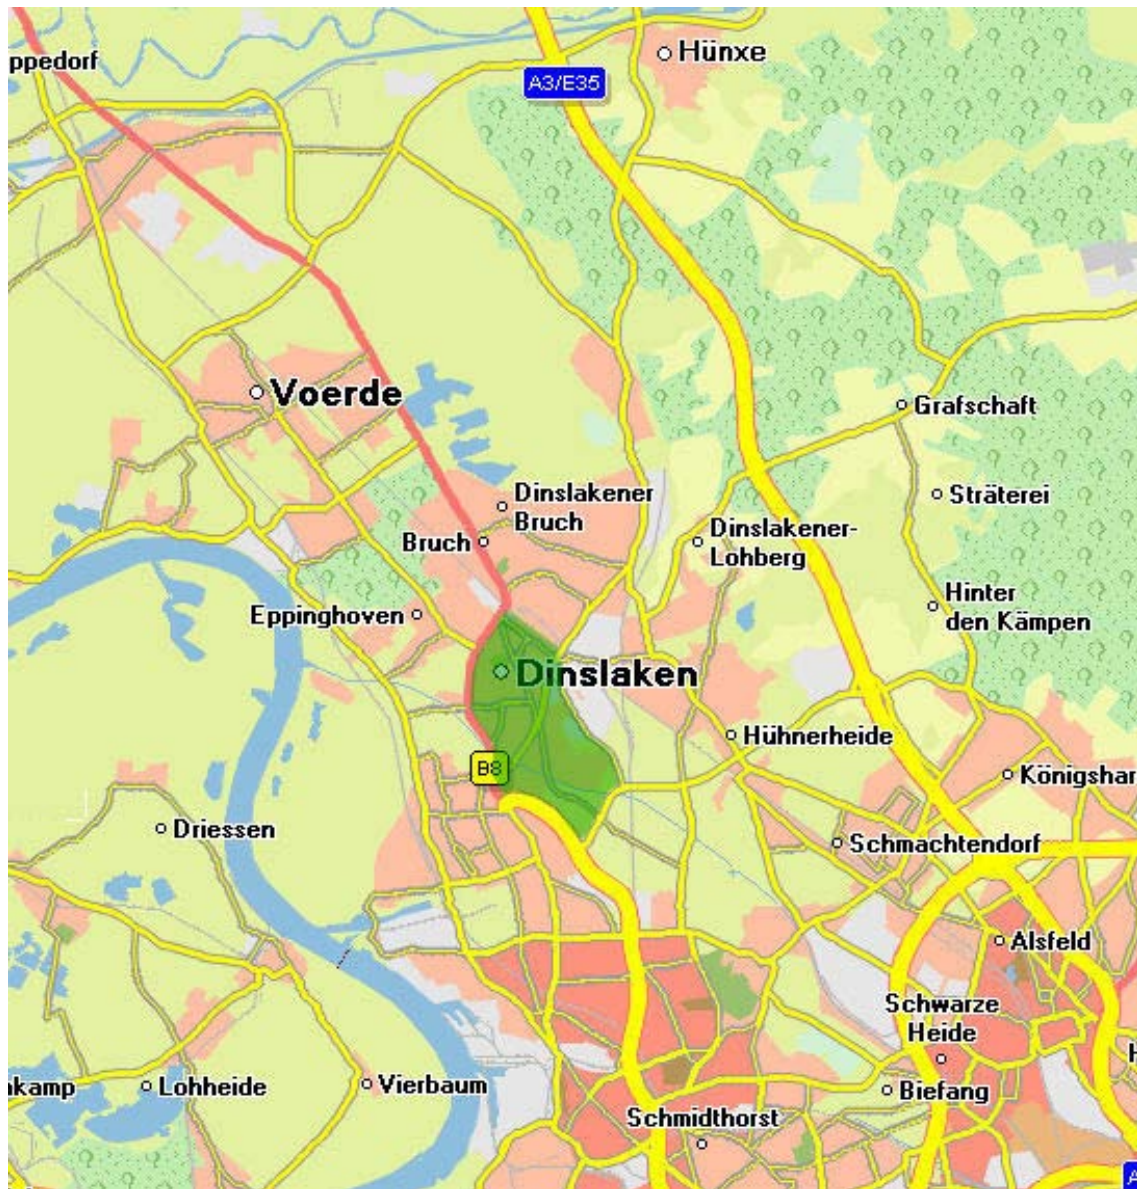 ppedorf
Hünxe
A3/E35
Voerde
Grafschaft
Dinslakener
Bruch
Sträterei
Bruch
Dinslakener-
Lohberg
Eppinghoven
Hinter
den Kämpen
Dinslaken
Hühnerheide
B8
Königshar
Driessen
Schmachtendorf
Alsfeld
Schwarze
Heide
nkamp
Lohheide
Vierbaum
Biefang
Schmidthorst
H
A